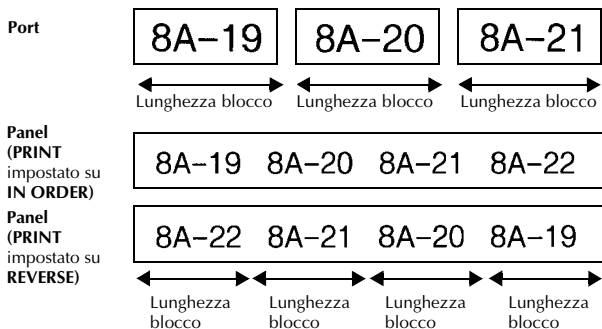 Port
8A-19 8A-20 8A-21
Lunghezza blocco Lunghezza blocco Lunghezza blocco
Panel
(PRINT
impostato su
IN ORDER)
8A-19 8A-20 8A-21 8A-22
Panel
(PRINT
impostato su
REVERSE)
8A-22 8A-21 8A-20 8A-19
Lunghezza Lunghezza Lunghezza Lunghezza
blocco blocco blocco blocco